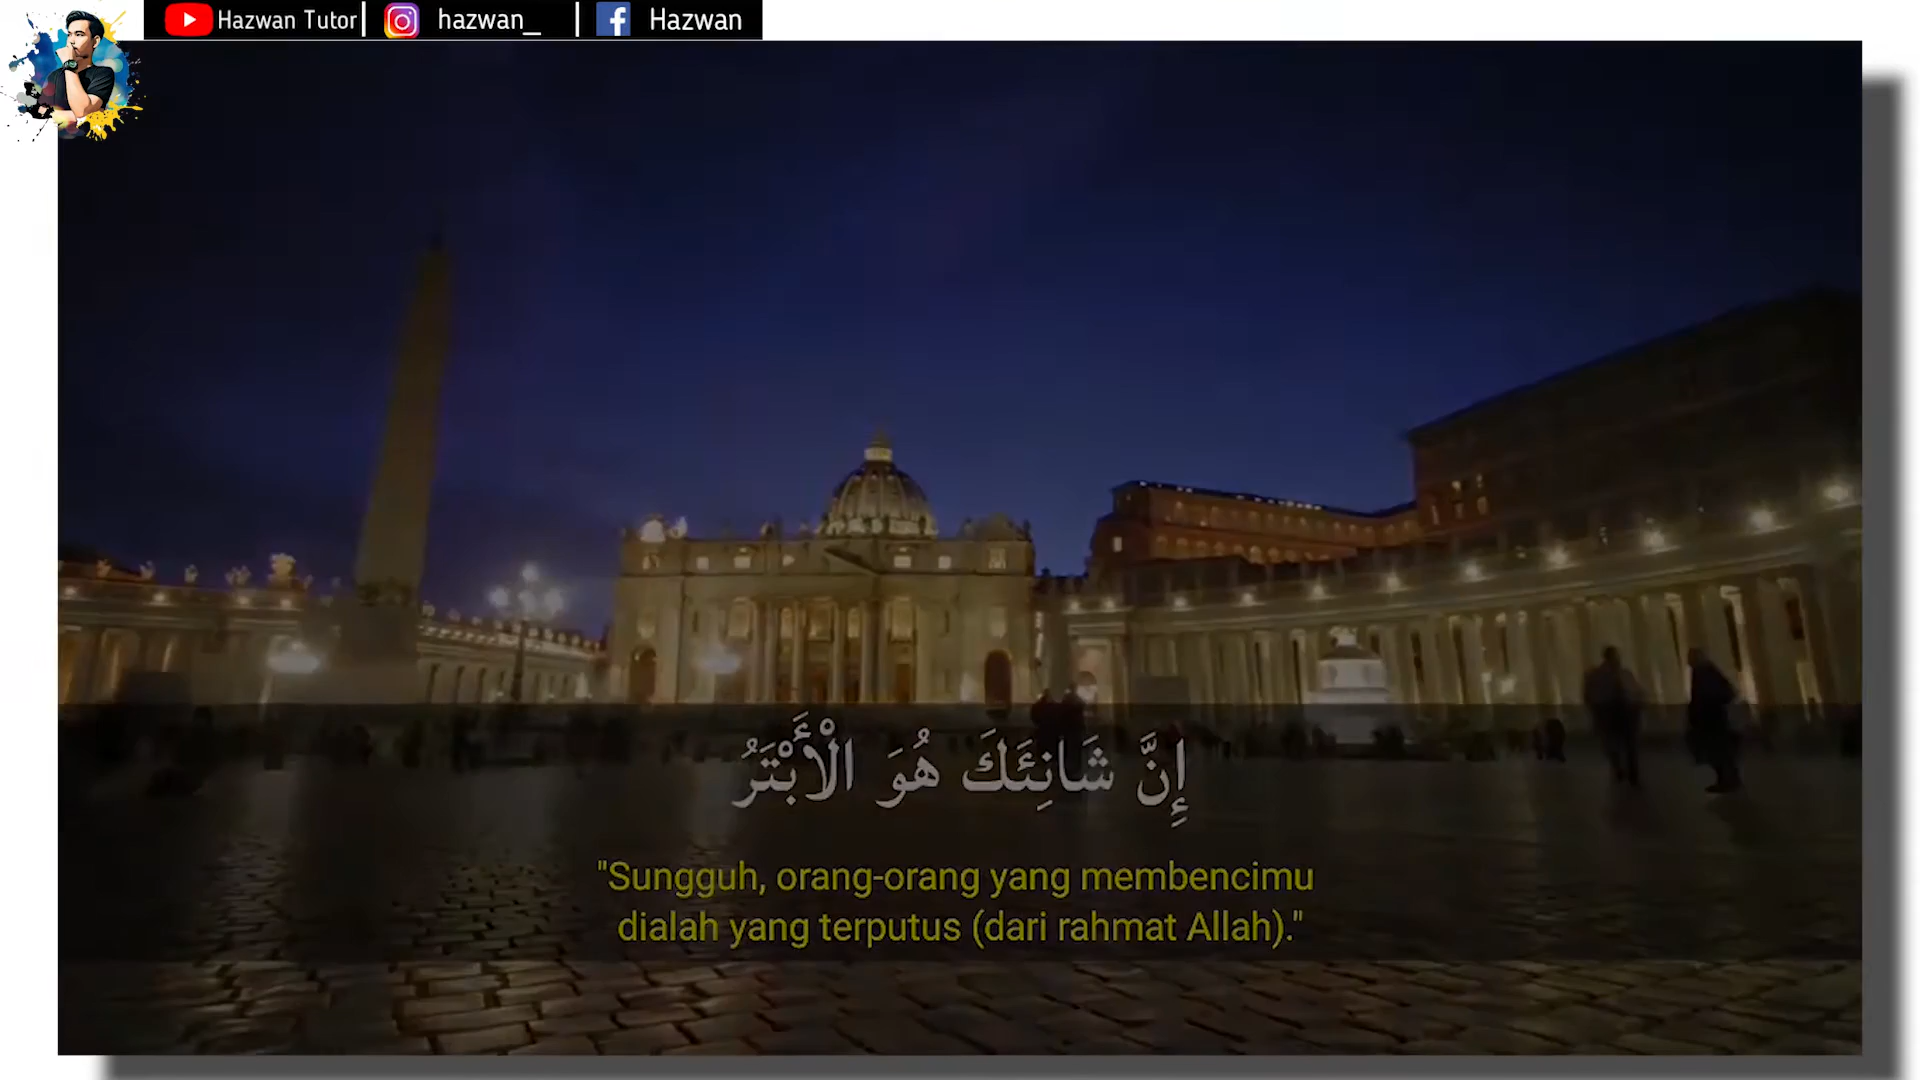 Hazwan Tutor | hazwan_ | Hazwan
إِنَّ شَانِئَكَ هُوَ الْأَبْتَرُ
"Sungguh, orang-orang yang membencimu
dialah yang terputus (dari rahmat Allah)."